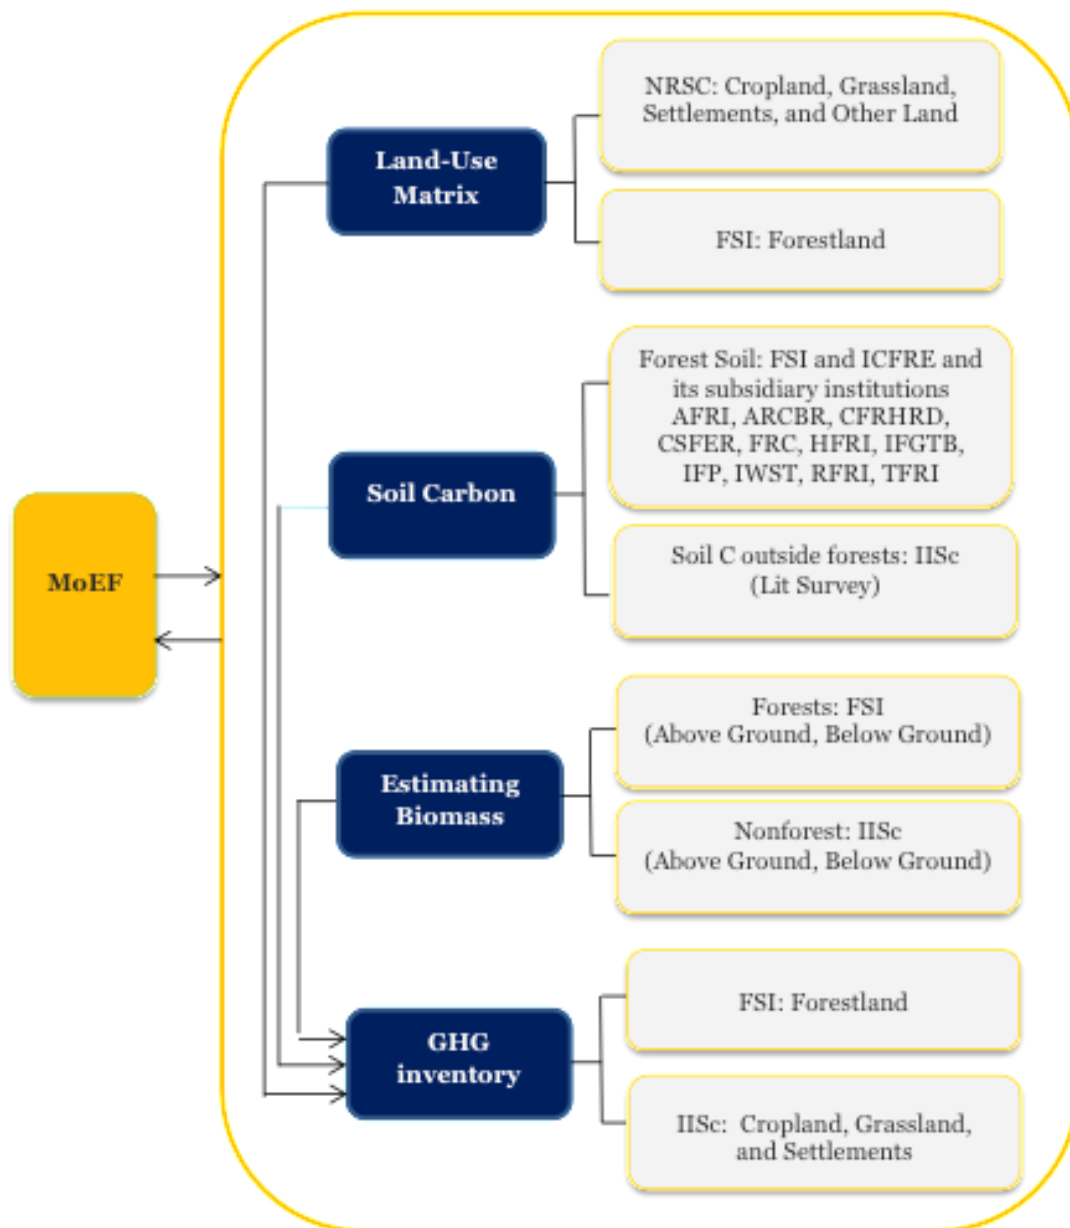 NRSC: Cropland, Grassland,
Settlements, and Other Land
Land-Use
Matrix
FSI: Forestland
Forest Soil: FSI and ICFRE and
its subsidiary institutions
AFRI, ARCBR, CFRHRD,
CSFER, FRC, HFRI, IFGTB,
IFP, IWST, RFRI, TFRI
Soil Carbon
Soil C outside forests: IISc
(Lit Survey)
MoEF
Forests: FSI
(Above Ground, Below Ground)
Estimating
Biomass
Nonforest: IISc
(Above Ground, Below Ground)
FSI: Forestland
GHG
inventory
IISc: Cropland, Grassland,
and Settlements